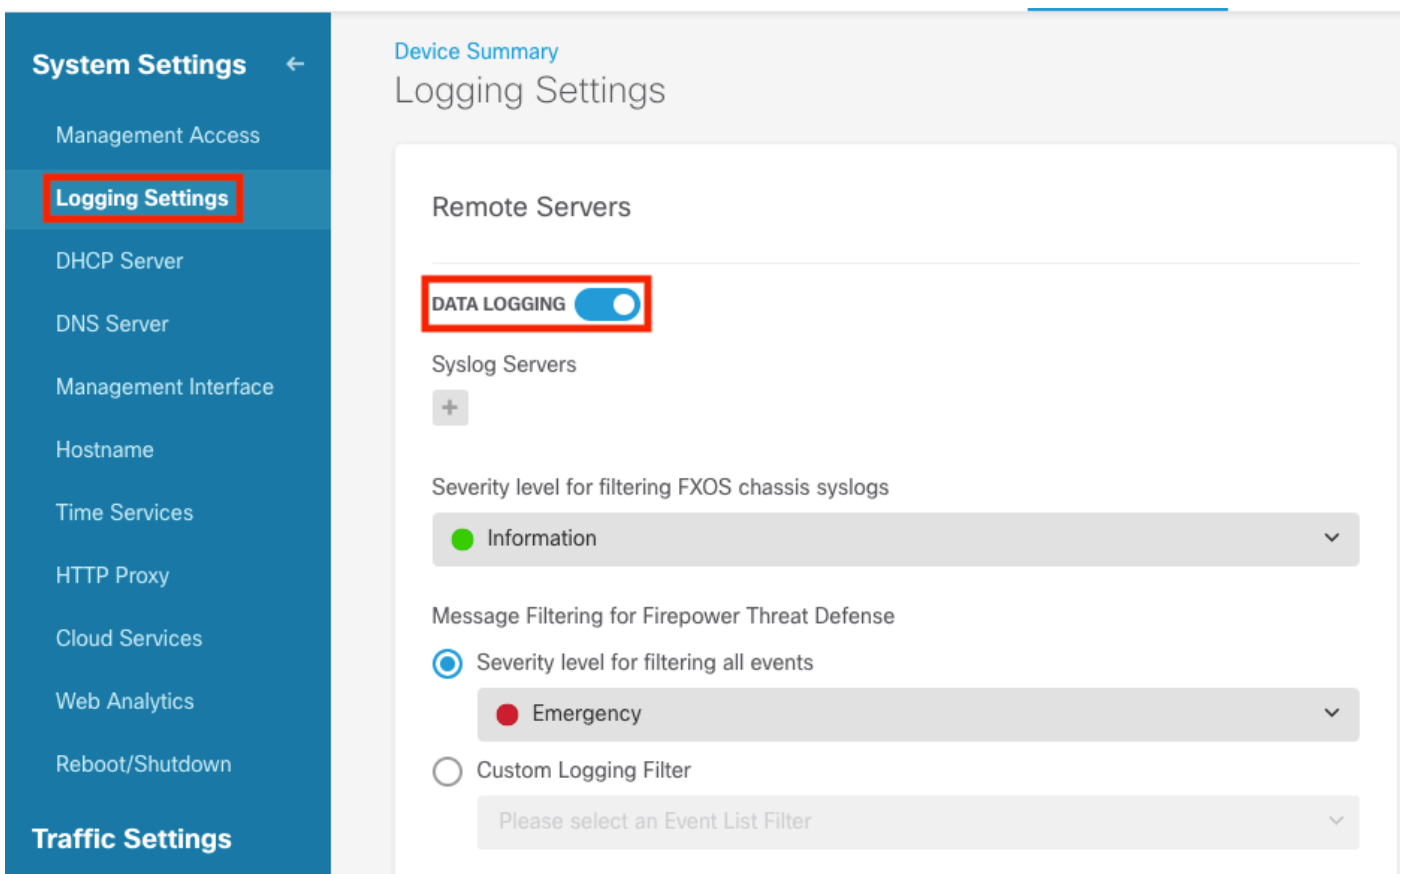 System Settings
Management Access
Logging Settings
DHCP Server
DNS Server
Management Interface
Hostname
Time Services
HTTP Proxy
Cloud Services
Web Analytics
Reboot/Shutdown
Traffic Settings
Device Summary
Logging Settings
Remote Servers
DATA LOGGING
Syslog Servers
Severity level for filtering FXOS chassis syslogs
Information
Message Filtering for Firepower Threat Defense
Severity level for filtering all events
Emergency
Custom Logging Filter
Please select an Event List Filter